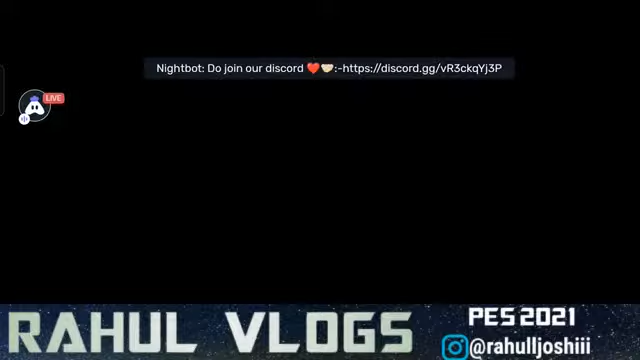 Nightbot: Do join our discord ❤️🤝:-https://discord.gg/vR3ckqYj3P
LIVE
RAHUL VLOGS
PES 2021
@rahulljoshiii